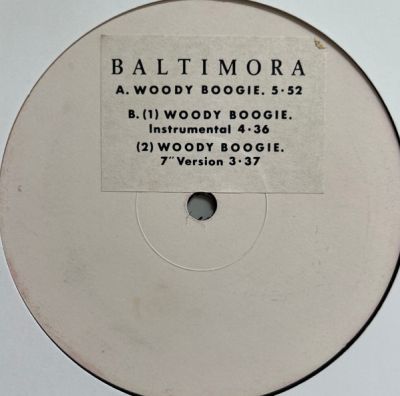 BALTIMORA
A. WOODY BOOGIE. 5·52
B. (1) WOODY BOOGIE.
Instrumental 4·36
(2) WOODY BOOGIE.
7" Version 3·37